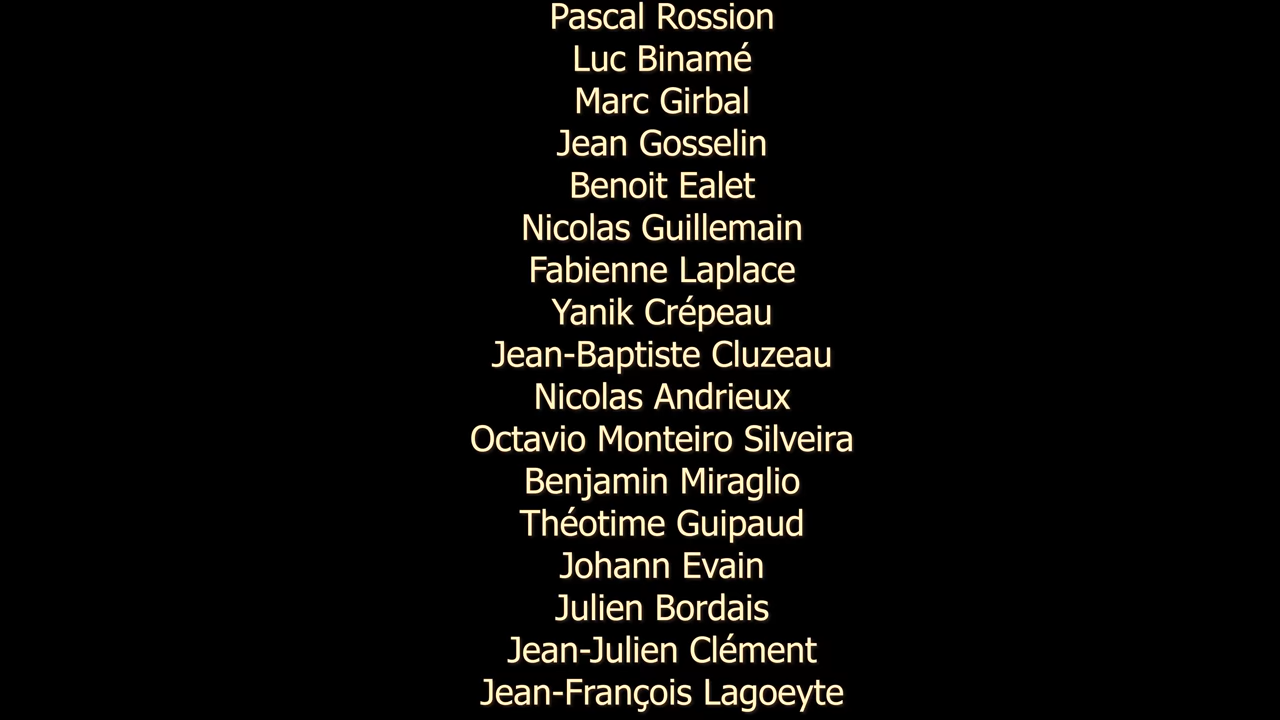 Pascal Rossion
Luc Binamé
Marc Girbal
Jean Gosselin
Benoit Ealet
Nicolas Guillemain
Fabienne Laplace
Yanik Crépeau
Jean-Baptiste Cluzeau
Nicolas Andrieux
Octavio Monteiro Silveira
Benjamin Miraglio
Théotime Guipaud
Johann Evain
Julien Bordais
Jean-Julien Clément
Jean-François Lagoeyte